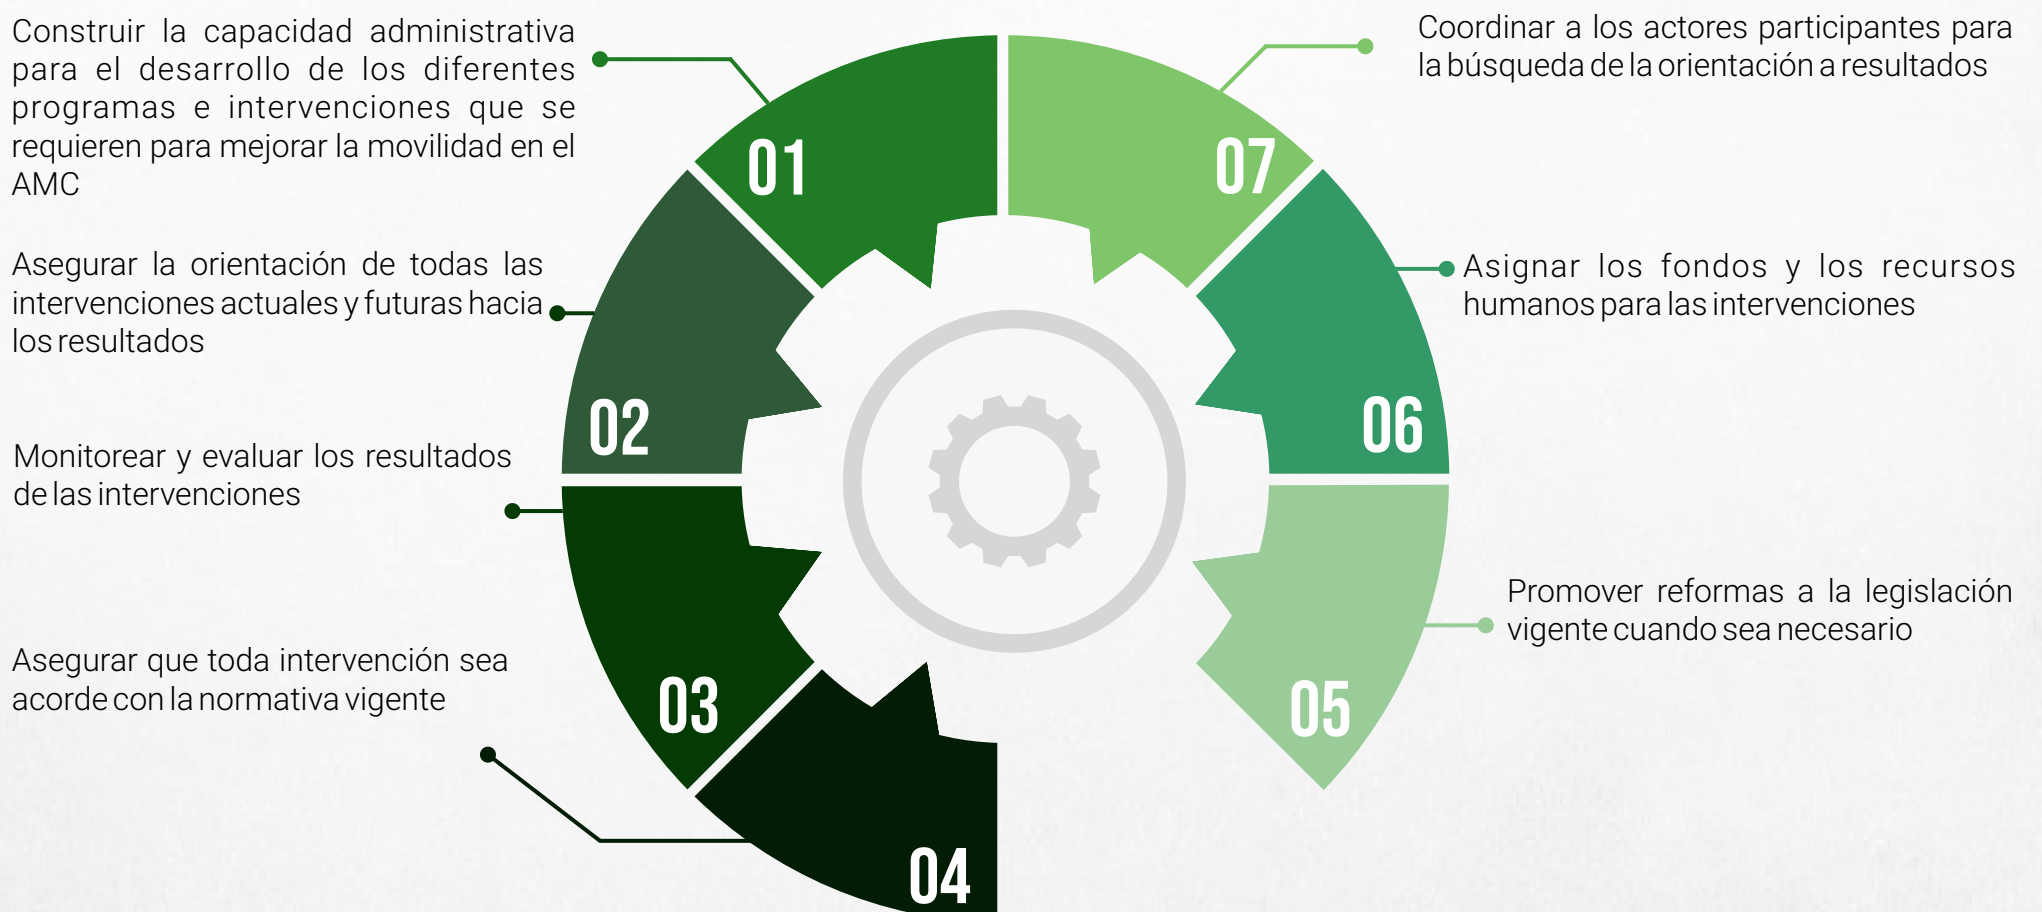 Construir la capacidad administrativa
para el desarrollo de los diferentes
programas e intervenciones que se
requieren para mejorar la movilidad en el
AMC
01
Asegurar la orientación de todas las
intervenciones actuales y futuras hacia
los resultados
02
Monitorear y evaluar los resultados
de las intervenciones
03
Asegurar que toda intervención sea
acorde con la normativa vigente
04
Promover reformas a la legislación
vigente cuando sea necesario
05
Asignar los fondos y los recursos
humanos para las intervenciones
06
Coordinar a los actores participantes para
la búsqueda de la orientación a resultados
07